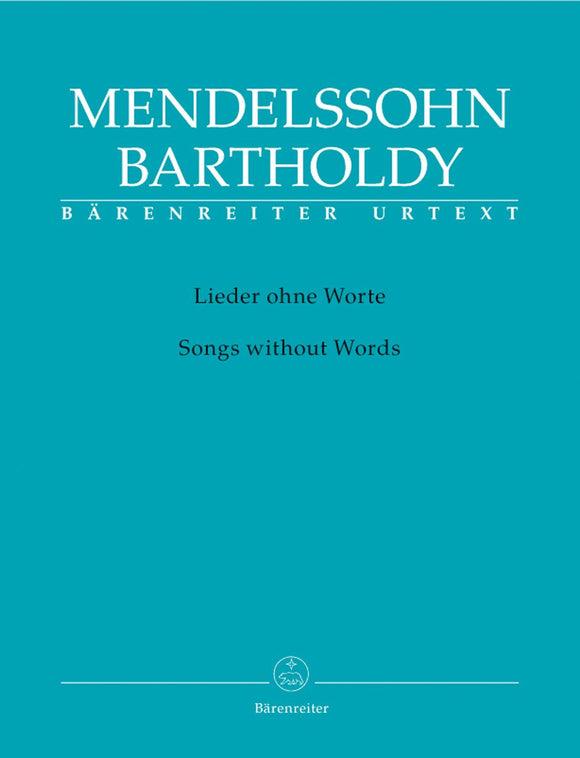 MENDELSSOHN
BARTHOLDY
BÄRENREITER URTEXT
Lieder ohne Worte
Songs without Words
Bärenreiter